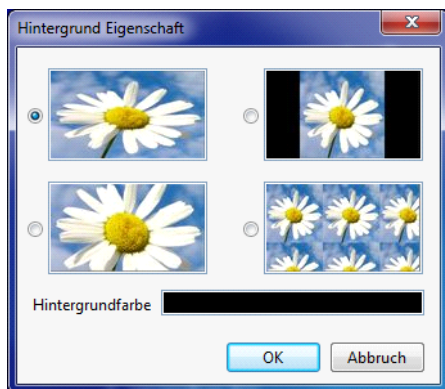 Hintergrund Eigenschaft
Hintergrundfarbe
OK
Abbruch